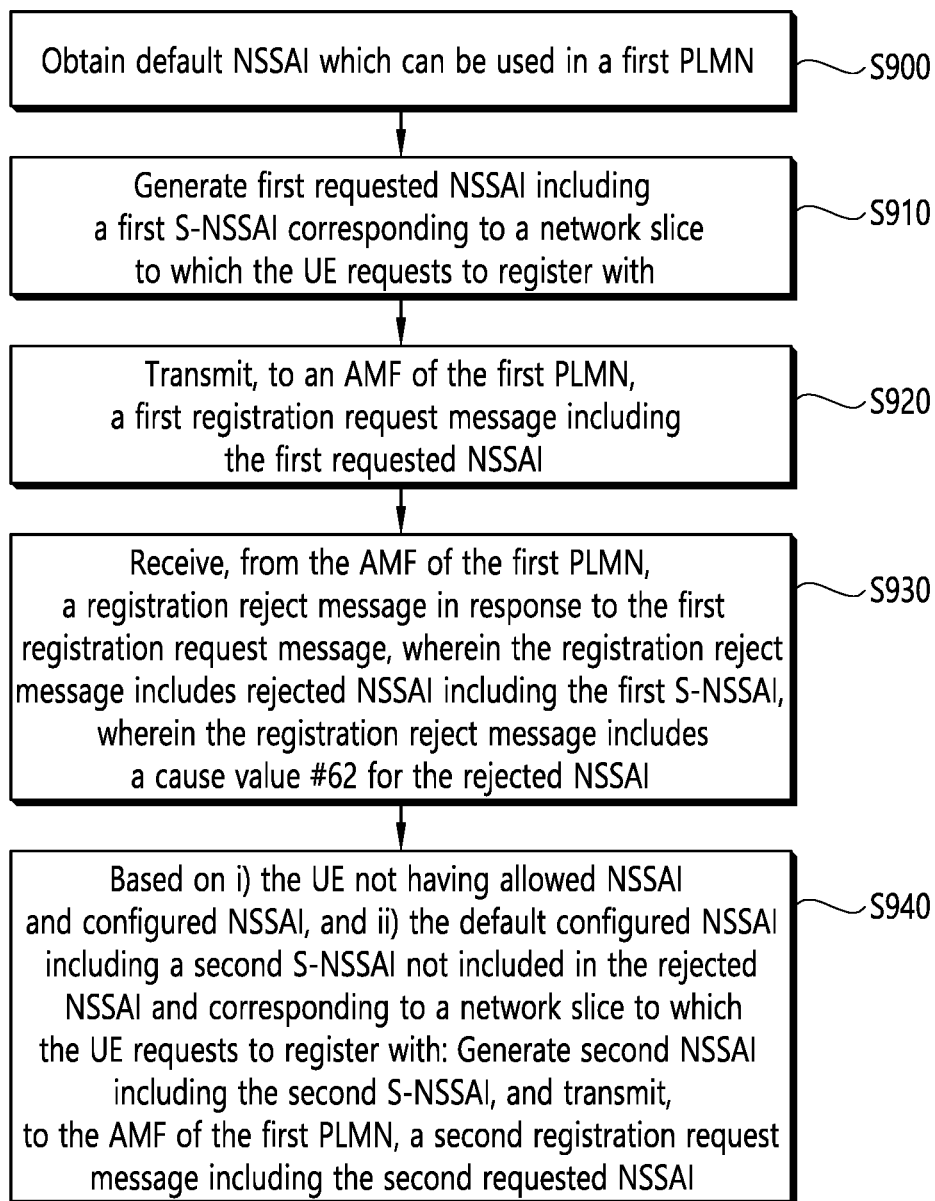 Obtain default NSSAI which can be used in a first PLMN
S900
Generate first requested NSSAI including
a first S-NSSAI corresponding to a network slice
to which the UE requests to register with
S910
Transmit, to an AMF of the first PLMN,
a first registration request message including
the first requested NSSAI
S920
Receive, from the AMF of the first PLMN,
a registration reject message in response to the first
registration request message, wherein the registration reject
message includes rejected NSSAI including the first S-NSSAI,
wherein the registration reject message includes
a cause value #62 for the rejected NSSAI
S930
Based on i) the UE not having allowed NSSAI
and configured NSSAI, and ii) the default configured NSSAI
including a second S-NSSAI not included in the rejected
NSSAI and corresponding to a network slice to which
the UE requests to register with: Generate second NSSAI
including the second S-NSSAI, and transmit,
to the AMF of the first PLMN, a second registration request
message including the second requested NSSAI
S940